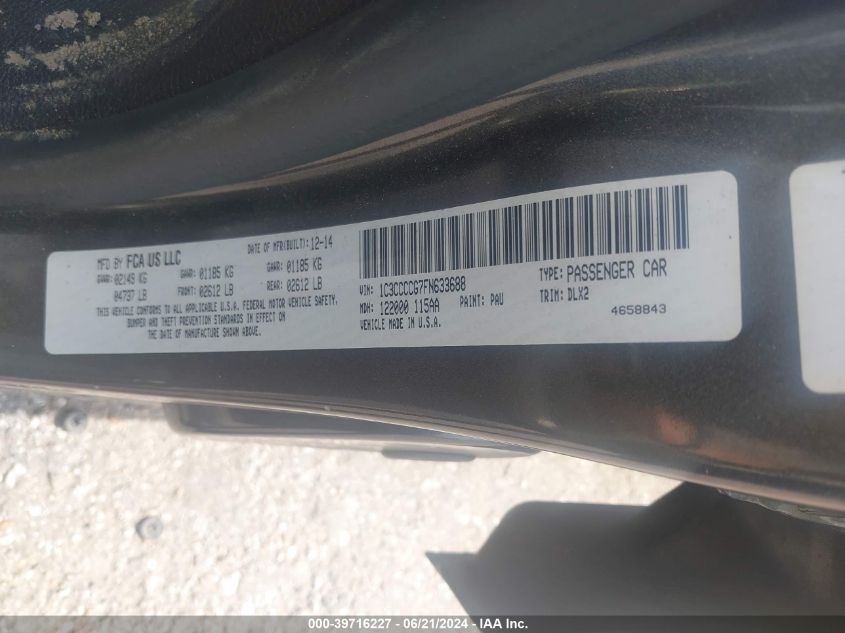 MFD BY FCA US LLC DATE OF MFR(BUILT): 12-14
GVWR: 02149 KG GAWR: 01185 KG GAWR: 01185 KG
04737 LB FRONT: 02612 LB REAR: 02612 LB
THIS VEHICLE CONFORMS TO ALL APPLICABLE U.S.A. FEDERAL MOTOR VEHICLE SAFETY,
BUMPER AND THEFT PREVENTION STANDARDS IN EFFECT ON
THE DATE OF MANUFACTURE SHOWN ABOVE.
VIN: 1C3CCCCG7FN633688 TYPE: PASSENGER CAR
MDH: 122000 115AA PAINT: PAU TRIM: DLX2
VEHICLE MADE IN U.S.A. 4658843
000-39716227 - 06/21/2024 - IAA Inc.